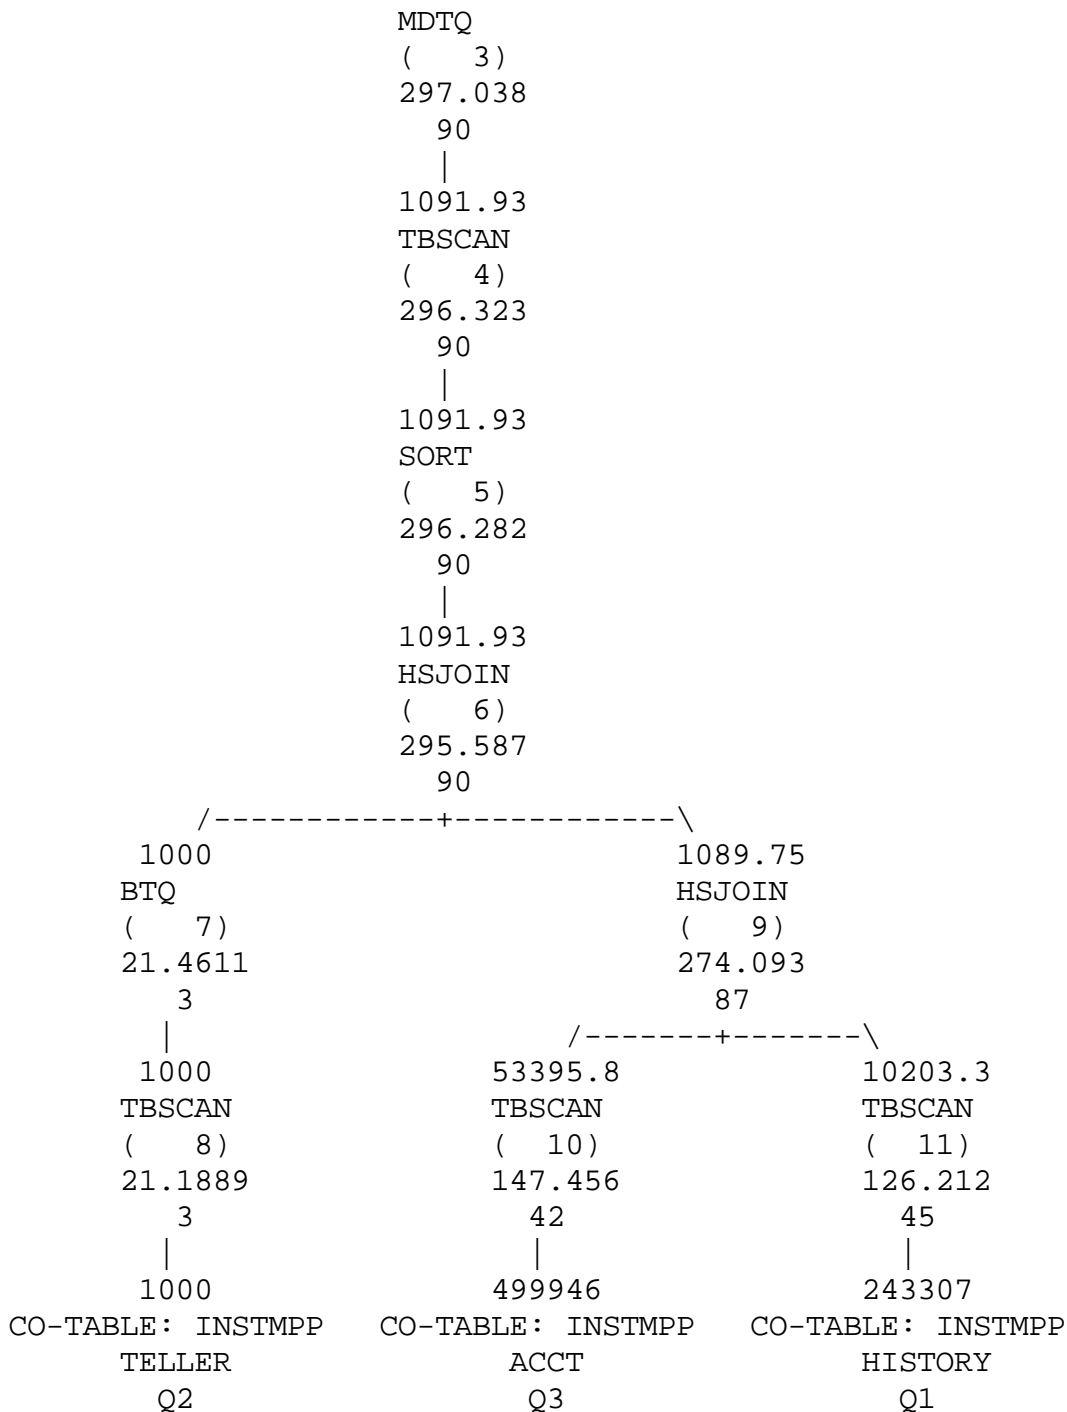 MDTQ
(   3)
297.038
90
|
1091.93
TBSCAN
(   4)
296.323
90
|
1091.93
SORT
(   5)
296.282
90
|
1091.93
HSJOIN
(   6)
295.587
90
/------------+------------\
1000 1089.75
BTQ HSJOIN
(   7) (   9)
21.4611 274.093
3 87
| /-------+-------\
1000 53395.8 10203.3
TBSCAN TBSCAN TBSCAN
(   8) (  10) (  11)
21.1889 147.456 126.212
3 42 45
| | |
1000 499946 243307
CO-TABLE: INSTMPP CO-TABLE: INSTMPP CO-TABLE: INSTMPP
TELLER ACCT HISTORY
Q2 Q3 Q1